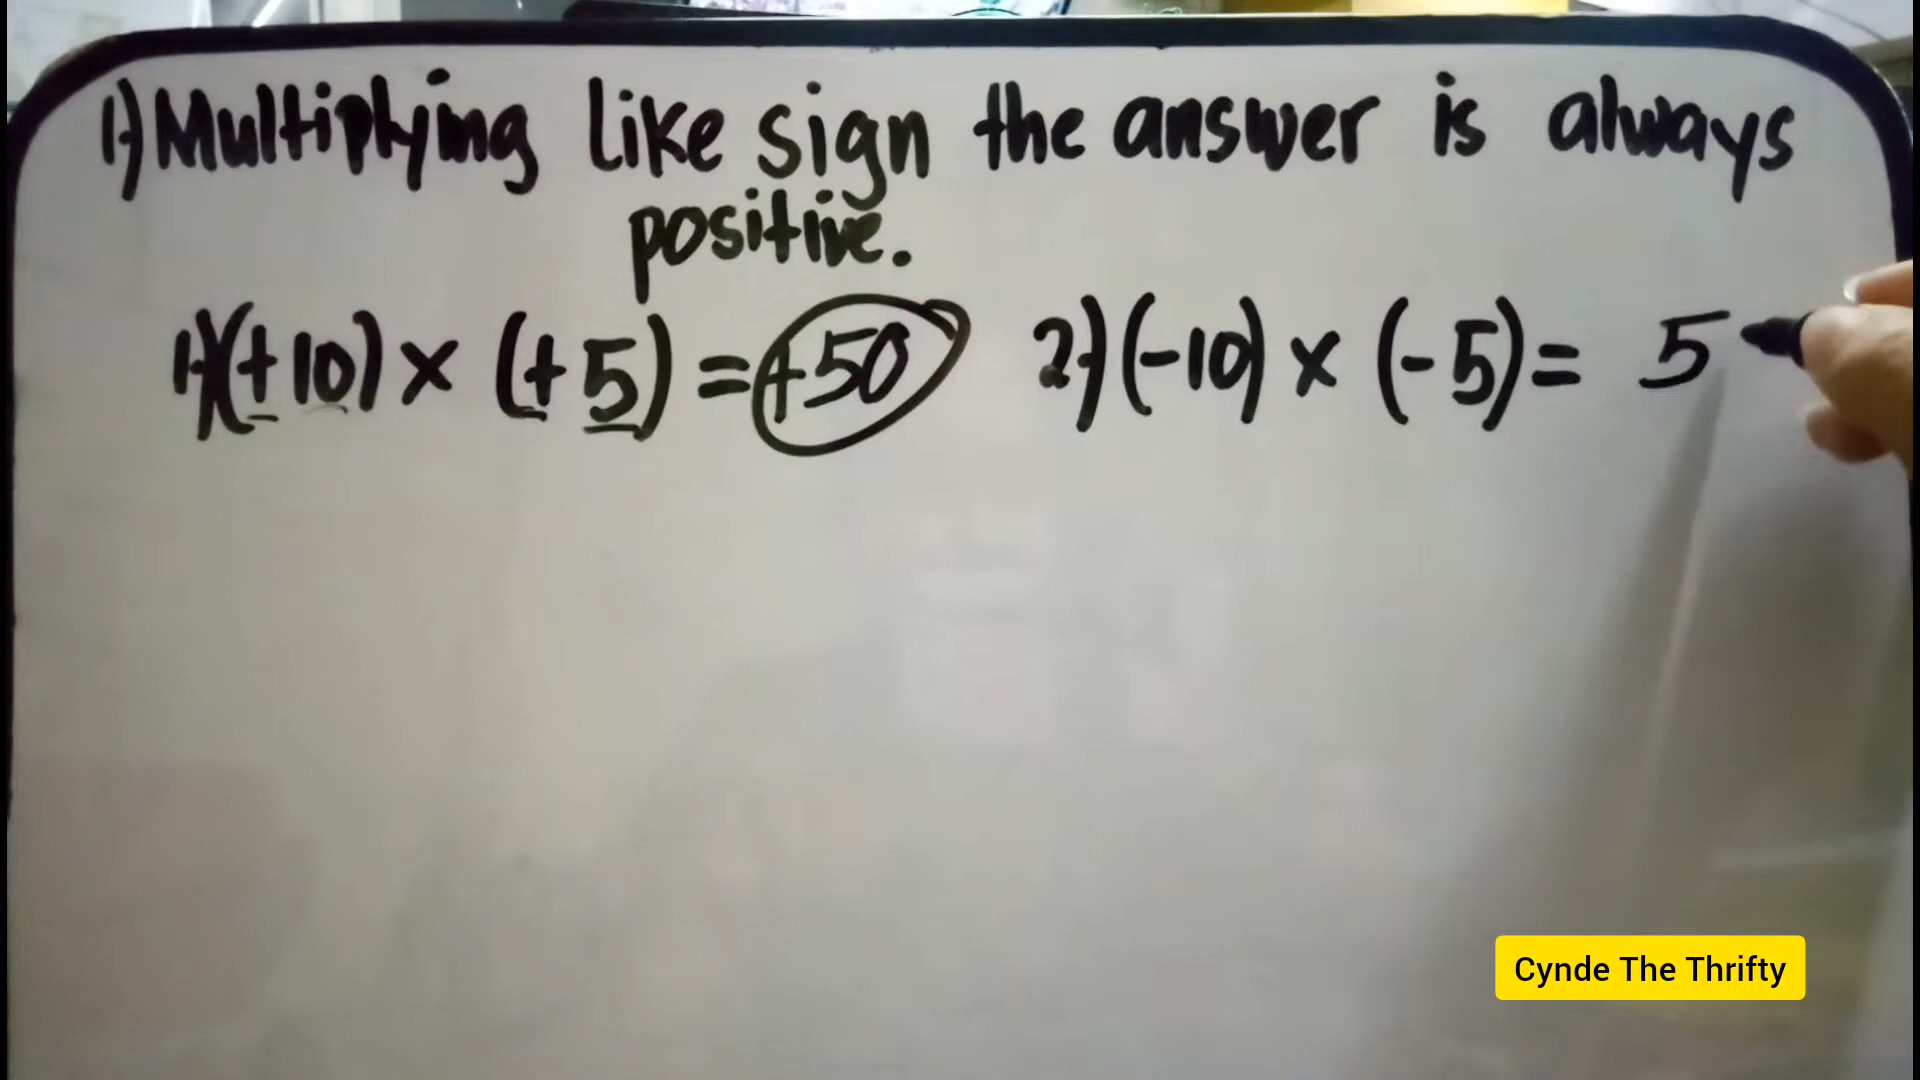 1.) Multiplying like sign the answer is always
positive.
1.) (+10) × (+5) = +50 2.) (-10) × (-5) = 5
Cynde The Thrifty